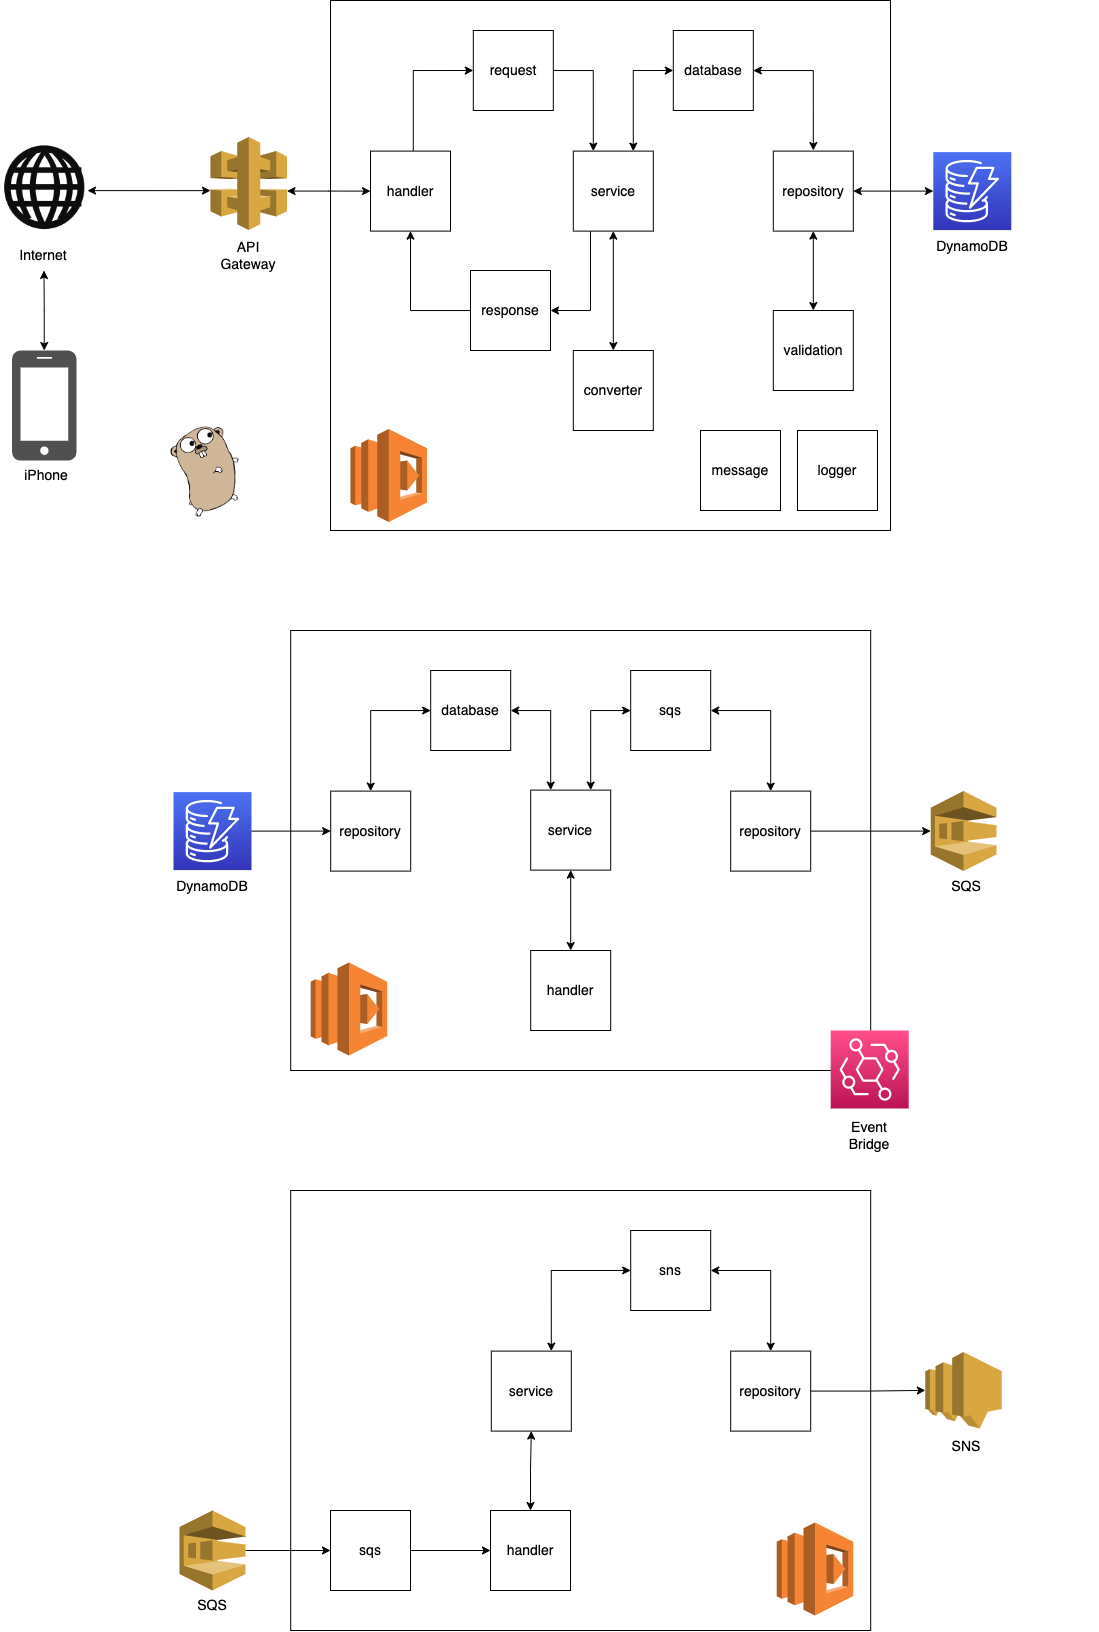 request
database
handler
service
repository
Internet
API
Gateway
DynamoDB
response
validation
converter
iPhone
message
logger
database
sqs
repository
service
repository
DynamoDB
SQS
handler
Event
Bridge
sns
service
repository
SNS
sqs
handler
SQS